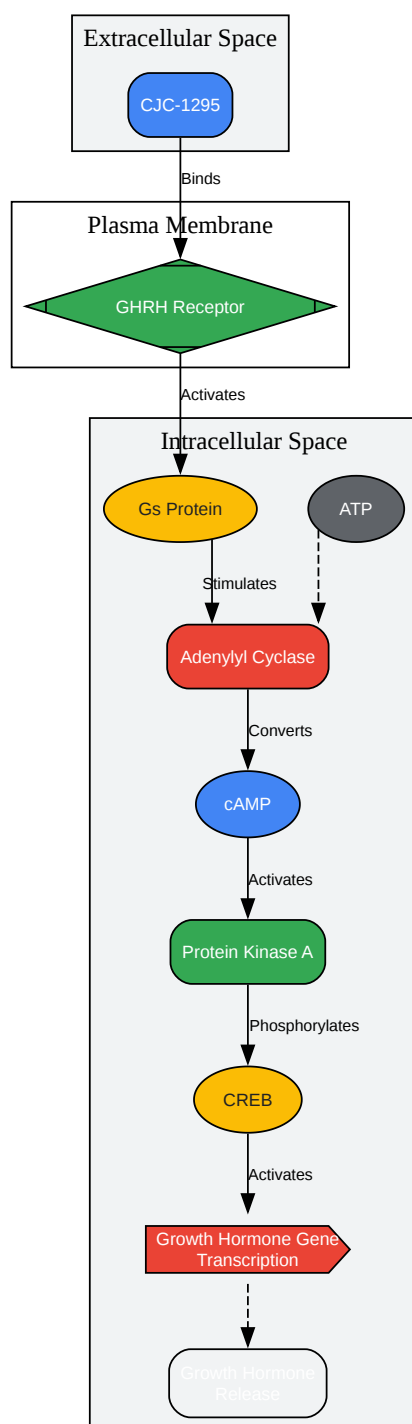 Extracellular Space
CJC-1295
Binds
Plasma Membrane
GHRH Receptor
Activates
Intracellular Space
Gs Protein
ATP
Stimulates
Adenylyl Cyclase
Converts
cAMP
Activates
Protein Kinase A
Phosphorylates
CREB
Activates
Growth Hormone Gene
Transcription
Growth Hormone
Release